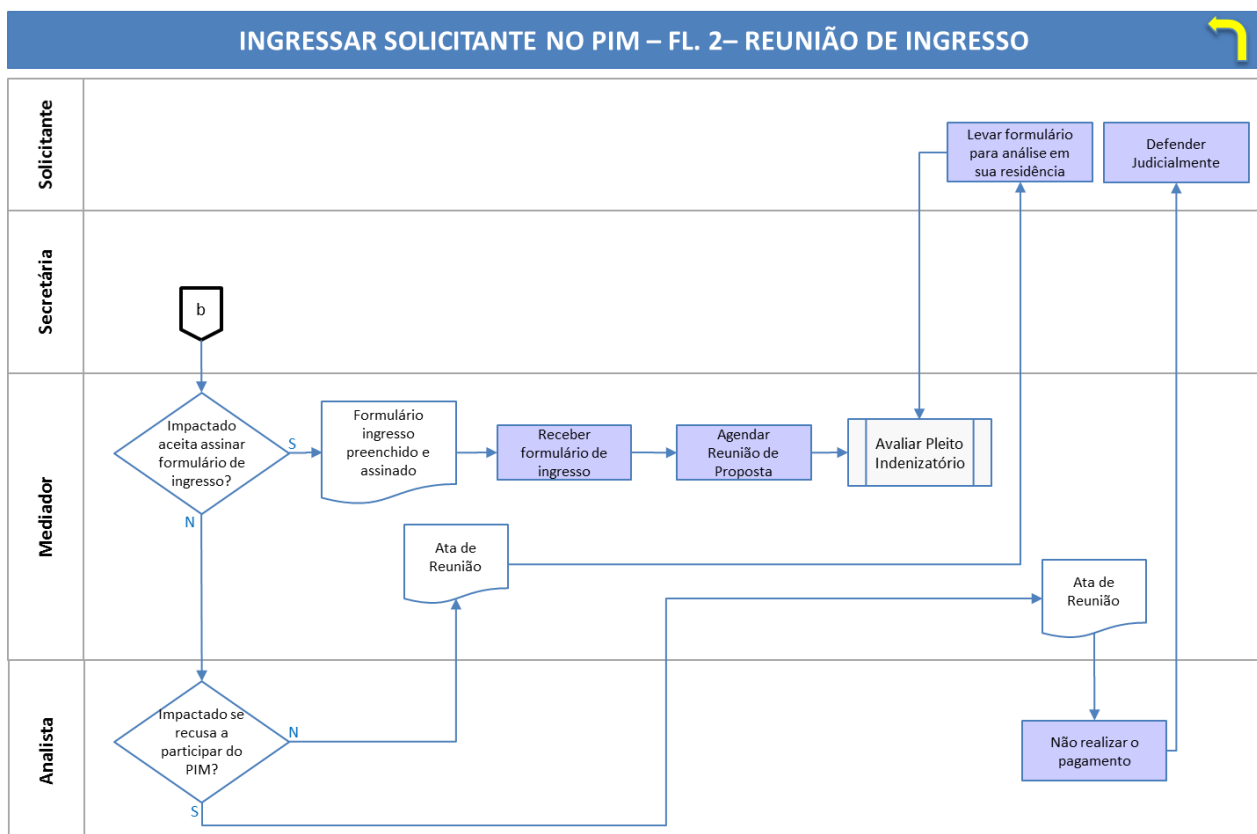 INGRESSAR SOLICITANTE NO PIM – FL. 2– REUNIÃO DE INGRESSO
Solicitante
Levar formulário
para análise em
sua residência
Defender
Judicialmente
Secretária
b
Mediador
Impactado
aceita assinar
formulário de
ingresso?
S
N
Formulário
ingresso
preenchido e
assinado
Receber
formulário de
ingresso
Agendar
Reunião de
Proposta
Avaliar Pleito
Indenizatório
Ata de
Reunião
Ata de
Reunião
Analista
Impactado se
recusa a
participar do
PIM?
N
S
Não realizar o
pagamento